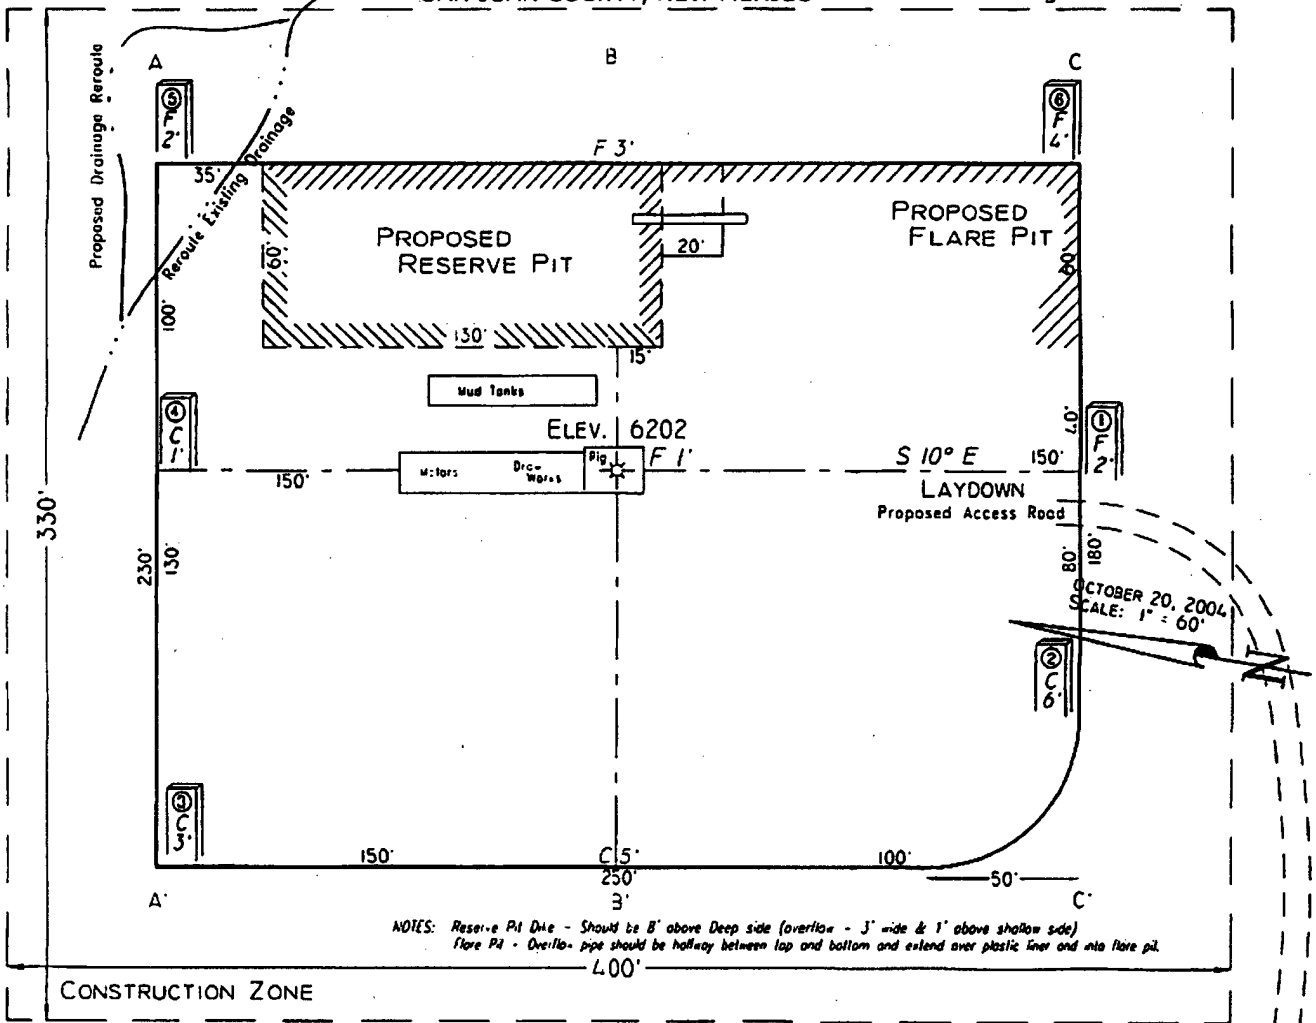 SAN JUAN COUNTY, NEW MEXICO
A
B
C
Proposed Drainage Reroute
Reroute Existing Drainage
⑤
F
2'
⑥
F
4'
F 3'
35'
60'
PROPOSED
RESERVE PIT
20'
PROPOSED
FLARE PIT
60'
100'
130'
15'
Mud Tanks
④
C
1'
①
F
2'
40'
ELEV. 6202
Rig
F 1'
S 10° E
150'
150'
Motors
Draw
Works
LAYDOWN
Proposed Access Road
330'
230'
130'
80'
180'
OCTOBER 20, 2004
SCALE: 1" = 60'
N
②
C
6'
③
C
3'
150'
C 5'
100'
250'
50'
A'
B'
C'
NOTES: Reserve Pit Dike - Should be 8' above Deep side (overflow - 3' wide & 1' above shallow side)
Flare Pit - Overflow pipe should be halfway between top and bottom and extend over plastic liner and into flare pit.
400'
CONSTRUCTION ZONE